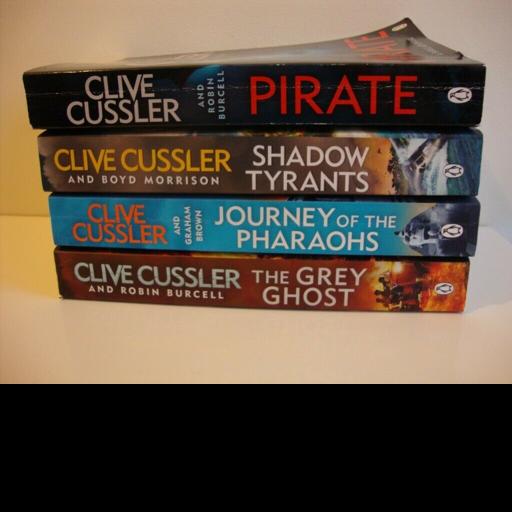 CLIVE
CUSSLER
AND
ROBIN
BURCELL
PIRATE
CLIVE CUSSLER
AND BOYD MORRISON
SHADOW
TYRANTS
CLIVE
CUSSLER
AND
GRAHAM
BROWN
JOURNEY OF THE
PHARAOHS
CLIVE CUSSLER
AND ROBIN BURCELL
THE GREY
GHOST